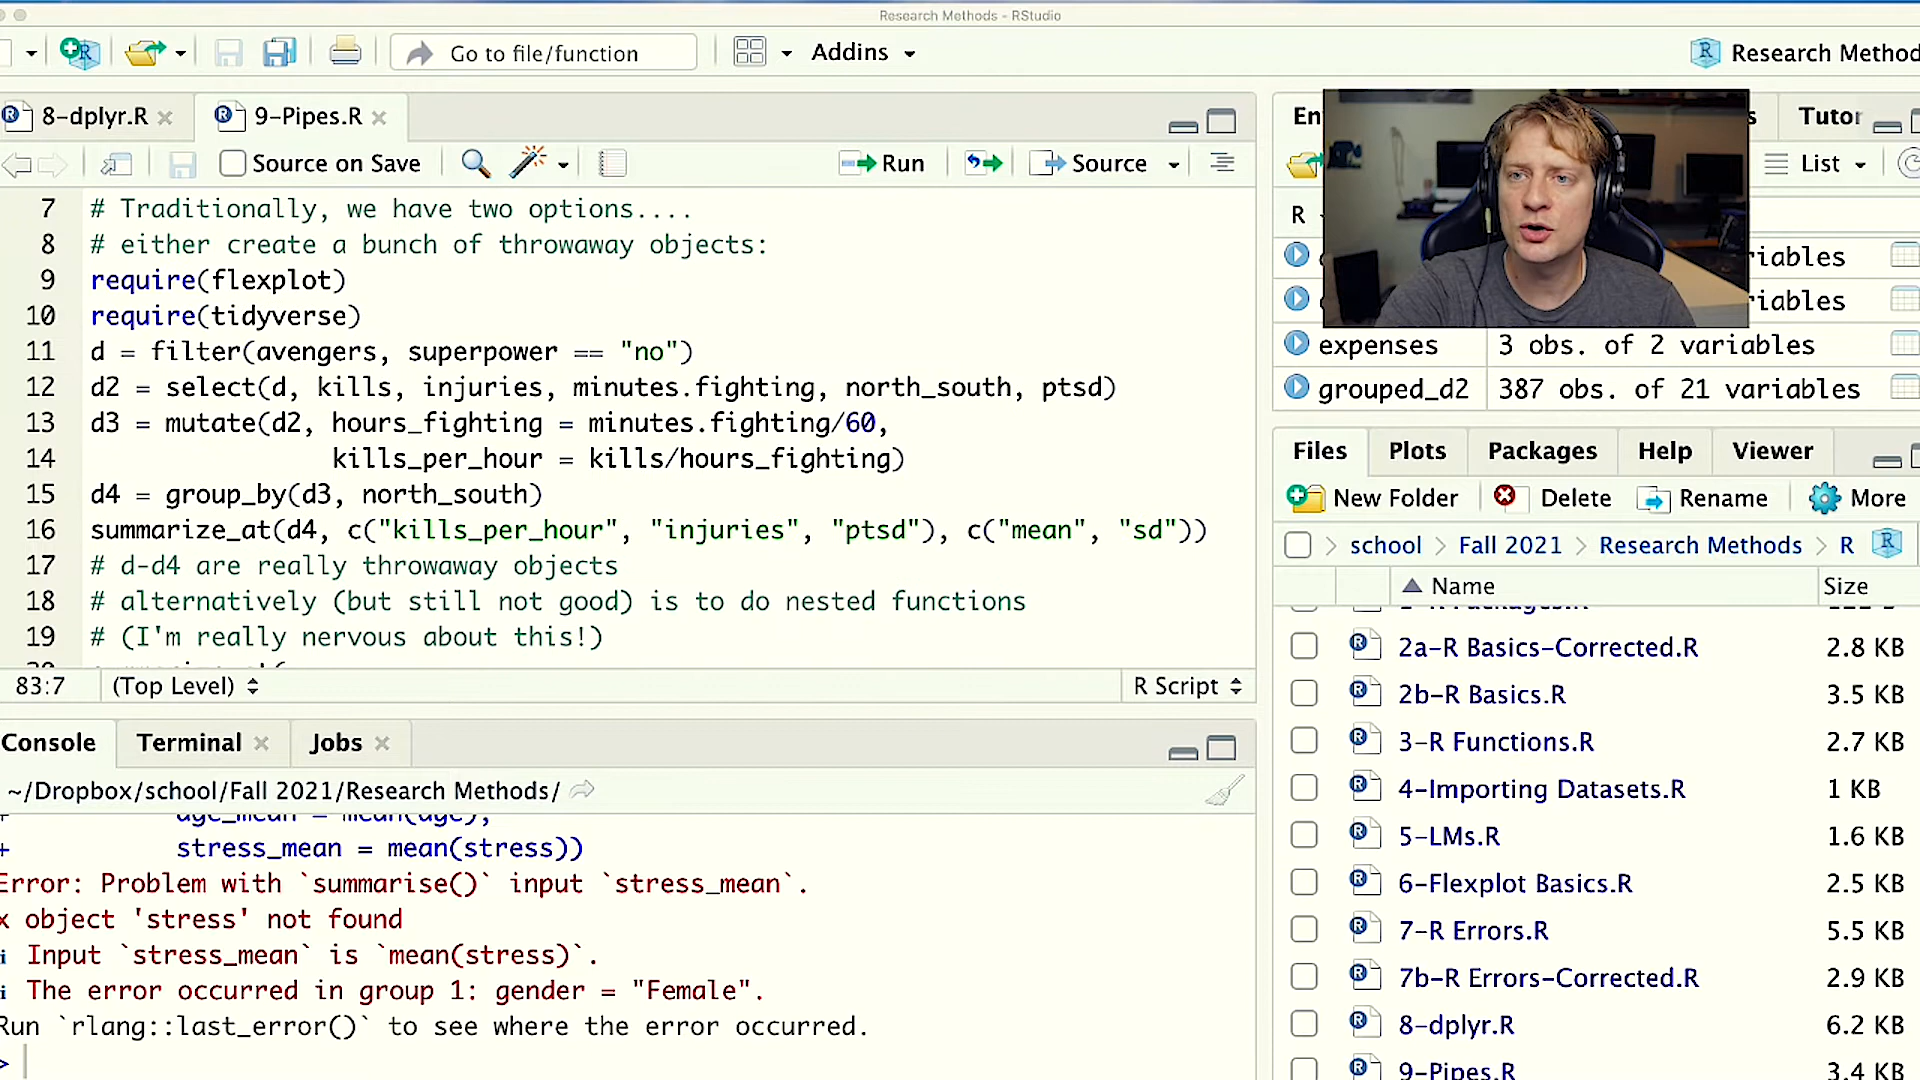 Research Methods - RStudio
Go to file/function
Addins
8-dplyr.R
9-Pipes.R
Source on Save
Run
Source
7 # Traditionally, we have two options....
8 # either create a bunch of throwaway objects:
9 require(flexplot)
10 require(tidyverse)
11 d = filter(avengers, superpower == "no")
12 d2 = select(d, kills, injuries, minutes.fighting, north_south, ptsd)
13 d3 = mutate(d2, hours_fighting = minutes.fighting/60,
14 kills_per_hour = kills/hours_fighting)
15 d4 = group_by(d3, north_south)
16 summarize_at(d4, c("kills_per_hour", "injuries", "ptsd"), c("mean", "sd"))
17 # d-d4 are really throwaway objects
18 # alternatively (but still not good) is to do nested functions
19 # (I'm really nervous about this!)
83:7 (Top Level) R Script
Console Terminal Jobs
~/Dropbox/school/Fall 2021/Research Methods/
+ age_mean = mean(age),
+ stress_mean = mean(stress))
Error: Problem with `summarise()` input `stress_mean`.
x object 'stress' not found
i Input `stress_mean` is `mean(stress)`.
i The error occurred in group 1: gender = "Female".
Run `rlang::last_error()` to see where the error occurred.
>
Research Method
En
Tutor
List
R
riables
riables
expenses 3 obs. of 2 variables
grouped_d2 387 obs. of 21 variables
Files Plots Packages Help Viewer
New Folder Delete Rename More
school > Fall 2021 > Research Methods > R
Name Size
2a-R Basics-Corrected.R 2.8 KB
2b-R Basics.R 3.5 KB
3-R Functions.R 2.7 KB
4-Importing Datasets.R 1 KB
5-LMs.R 1.6 KB
6-Flexplot Basics.R 2.5 KB
7-R Errors.R 5.5 KB
7b-R Errors-Corrected.R 2.9 KB
8-dplyr.R 6.2 KB
9-Pipes.R 3.4 KB